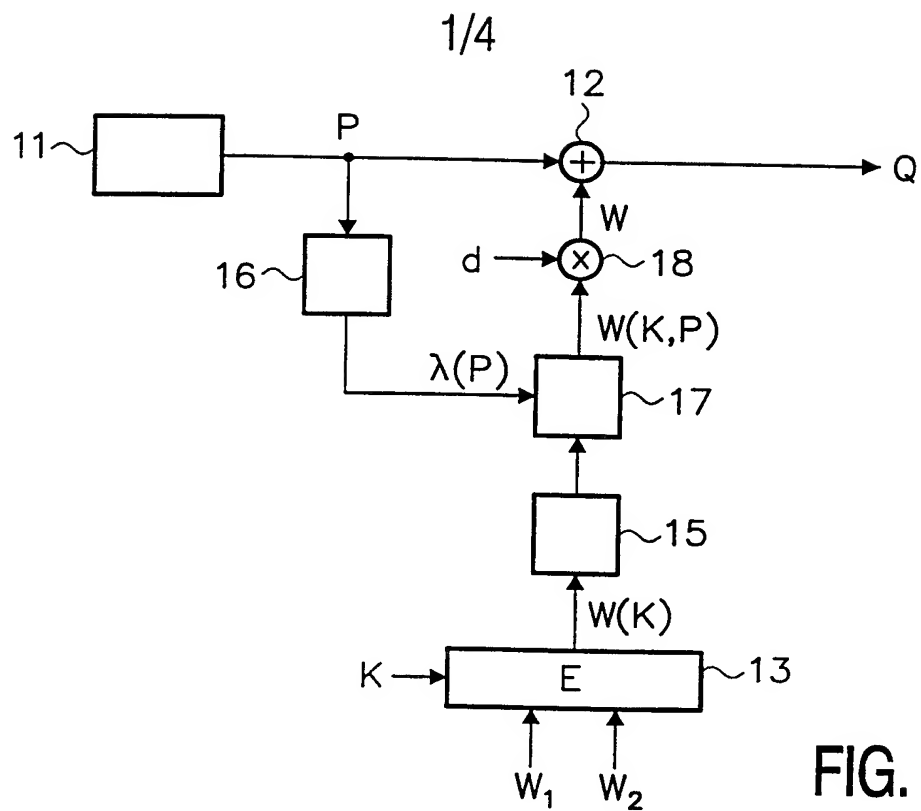 1/4
12
11
P
+
Q
W
16
d
x
18
W(K,P)
λ(P)
17
15
W(K)
K
E
13
W₁
W₂
FIG.